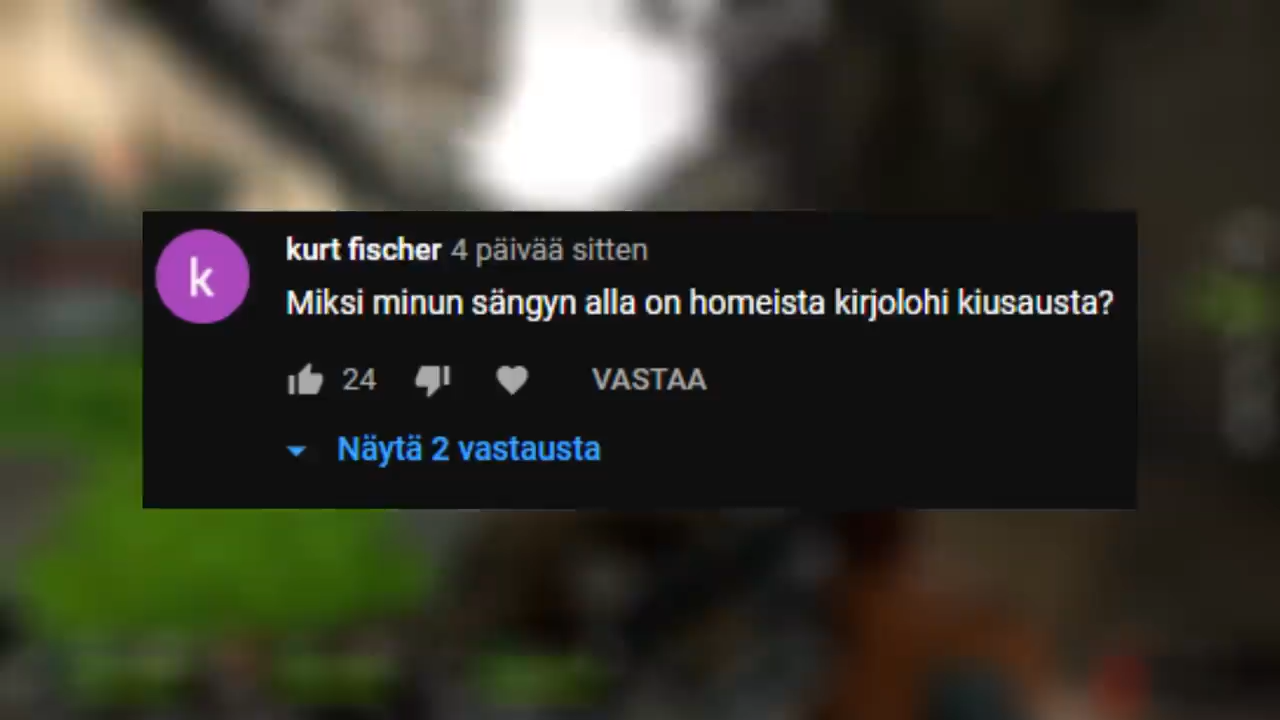 k
kurt fischer 4 päivää sitten
Miksi minun sängyn alla on homeista kirjolohi kiusausta?
24 VASTAA
Näytä 2 vastausta